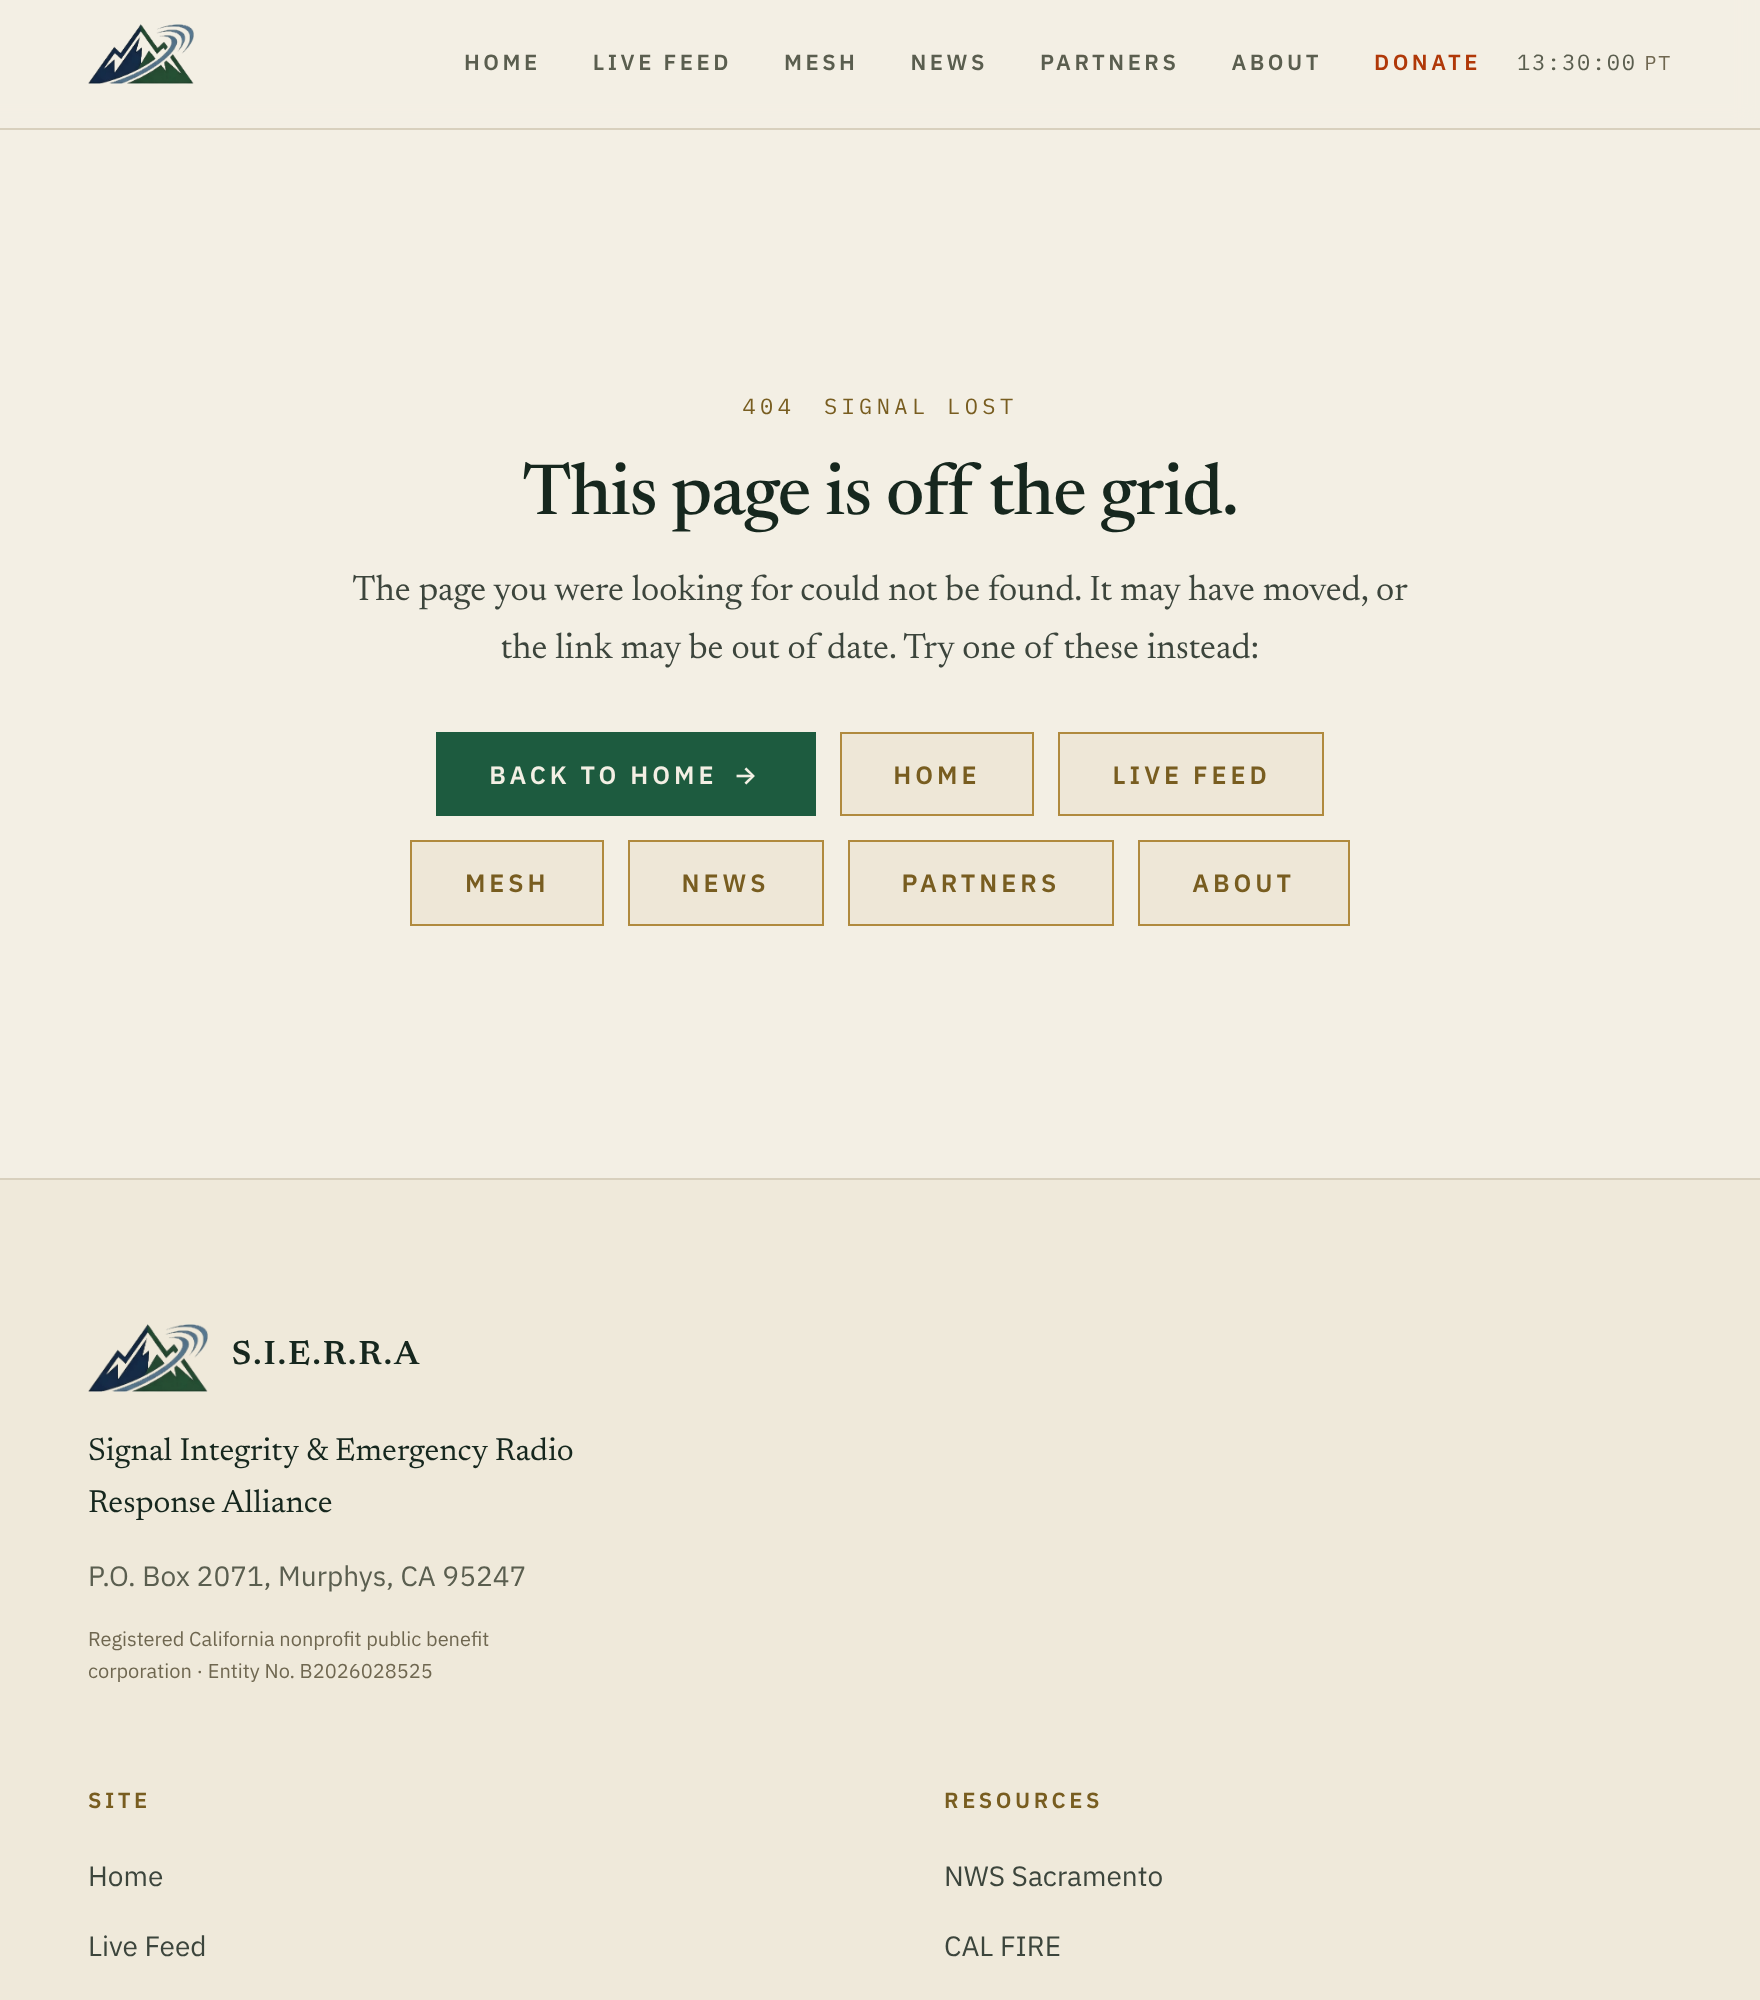 HOME LIVE FEED MESH NEWS PARTNERS ABOUT DONATE 13:30:00 PT
404 SIGNAL LOST
This page is off the grid.
The page you were looking for could not be found. It may have moved, or
the link may be out of date. Try one of these instead:
BACK TO HOME → HOME LIVE FEED
MESH NEWS PARTNERS ABOUT
S.I.E.R.R.A
Signal Integrity & Emergency Radio
Response Alliance
P.O. Box 2071, Murphys, CA 95247
Registered California nonprofit public benefit
corporation · Entity No. B2026028525
SITE
Home
Live Feed
RESOURCES
NWS Sacramento
CAL FIRE